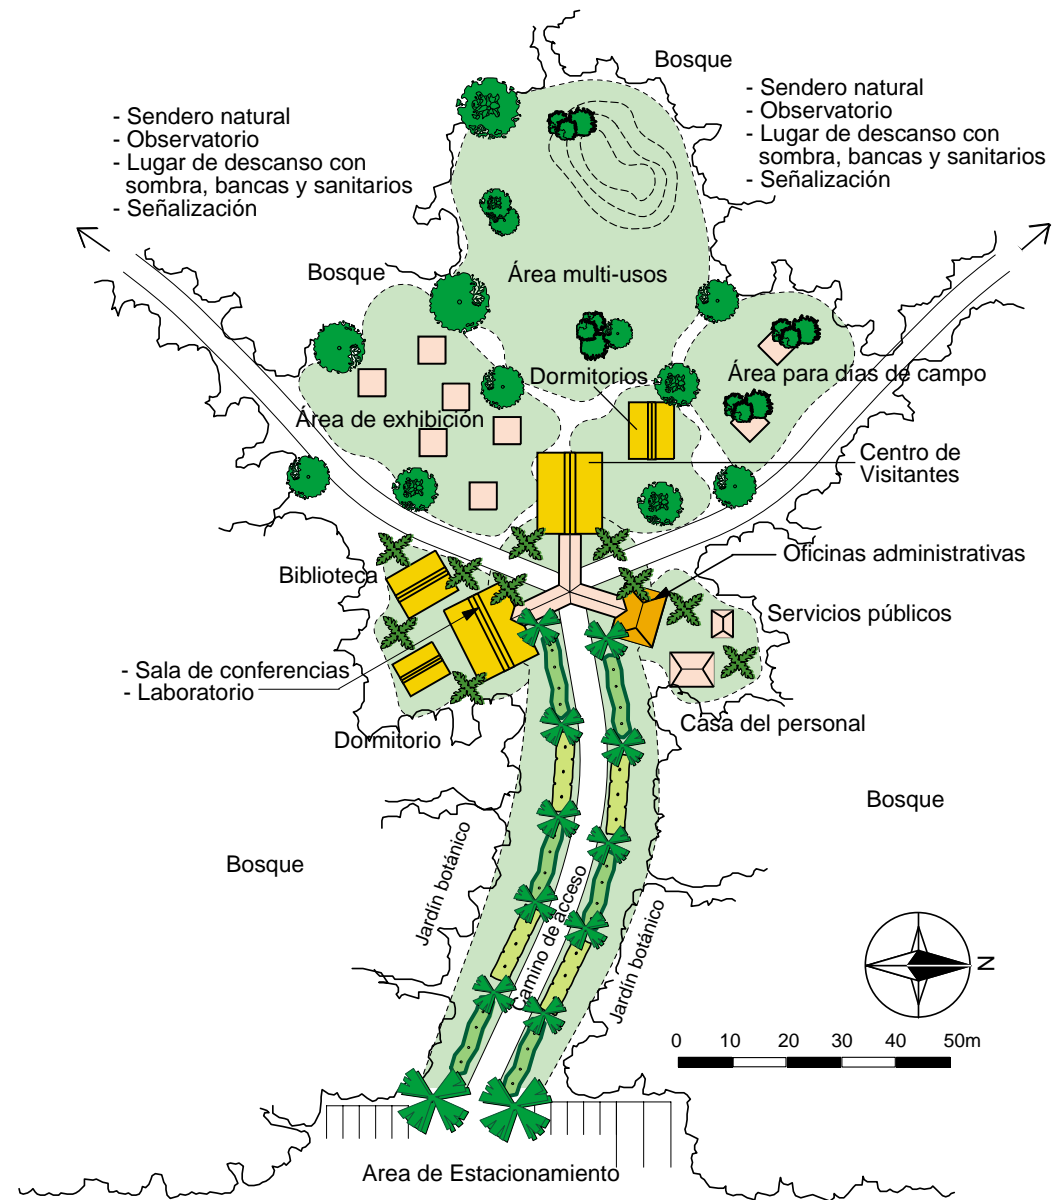 Bosque
- Sendero natural
- Observatorio
- Lugar de descanso con
sombra, bancas y sanitarios
- Señalización
- Sendero natural
- Observatorio
- Lugar de descanso con
sombra, bancas y sanitarios
- Señalización
Bosque
Área multi-usos
Dormitorios
Área para días de campo
Área de exhibición
Centro de
Visitantes
Oficinas administrativas
Biblioteca
Servicios públicos
- Sala de conferencias
- Laboratorio
Casa del personal
Dormitorio
Bosque
Bosque
Jardín botánico
Camino de acceso
Jardín botánico
N
0 10 20 30 40 50m
Area de Estacionamiento